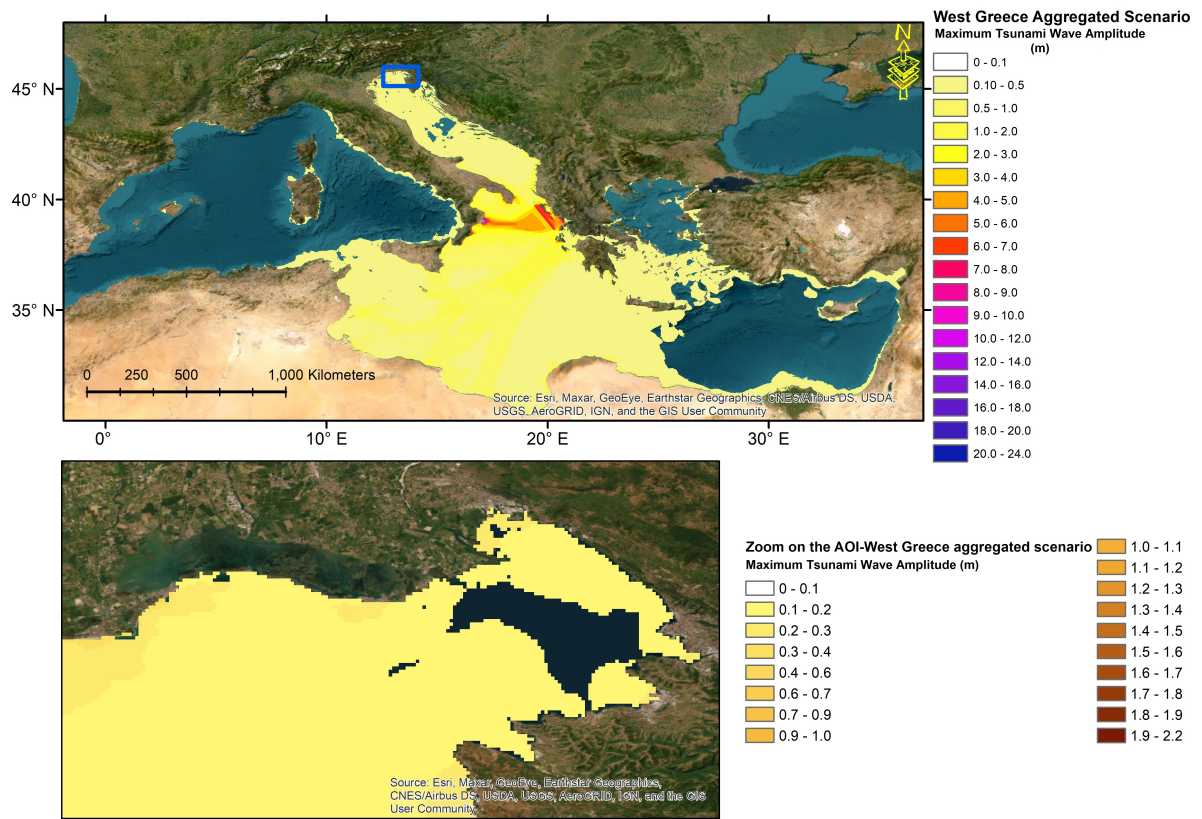 West Greece Aggregated Scenario
Maximum Tsunami Wave Amplitude
(m)
0 - 0.1
0.10 - 0.5
0.5 - 1.0
1.0 - 2.0
2.0 - 3.0
3.0 - 4.0
4.0 - 5.0
5.0 - 6.0
6.0 - 7.0
7.0 - 8.0
8.0 - 9.0
9.0 - 10.0
10.0 - 12.0
12.0 - 14.0
14.0 - 16.0
16.0 - 18.0
18.0 - 20.0
20.0 - 24.0
N
45° N
40° N
35° N
0 250 500 1,000 Kilometers
Source: Esri, Maxar, GeoEye, Earthstar Geographics, CNES/Airbus DS, USDA,
USGS, AeroGRID, IGN, and the GIS User Community
0° 10° E 20° E 30° E
Source: Esri, Maxar, GeoEye, Earthstar Geographics,
CNES/Airbus DS, USDA, USGS, AeroGRID, IGN, and the GIS
User Community
Zoom on the AOI-West Greece aggregated scenario
Maximum Tsunami Wave Amplitude (m)
0 - 0.1
0.1 - 0.2
0.2 - 0.3
0.3 - 0.4
0.4 - 0.6
0.6 - 0.7
0.7 - 0.9
0.9 - 1.0
1.0 - 1.1
1.1 - 1.2
1.2 - 1.3
1.3 - 1.4
1.4 - 1.5
1.5 - 1.6
1.6 - 1.7
1.7 - 1.8
1.8 - 1.9
1.9 - 2.2